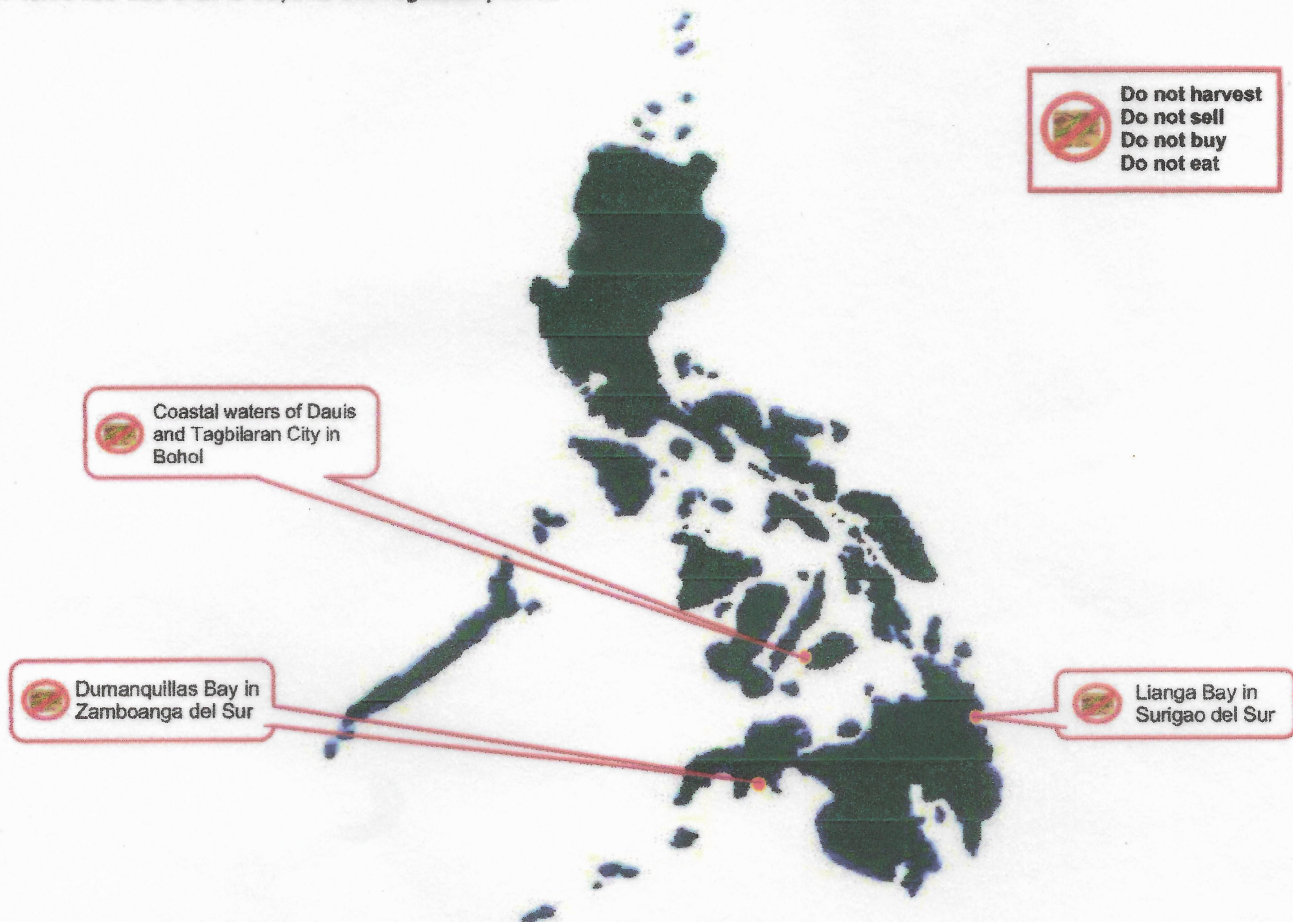 Do not harvest
Do not sell
Do not buy
Do not eat
Coastal waters of Dauis
and Tagbilaran City in
Bohol
Dumanquillas Bay in
Zamboanga del Sur
Lianga Bay in
Surigao del Sur